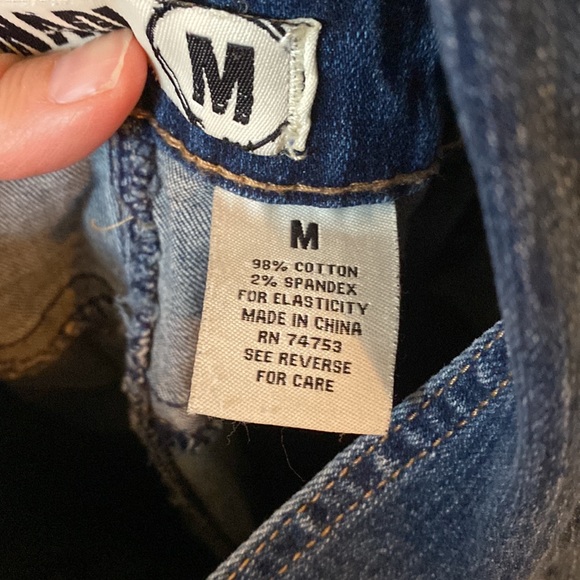 M
M
98% COTTON
2% SPANDEX
FOR ELASTICITY
MADE IN CHINA
RN 74753
SEE REVERSE
FOR CARE